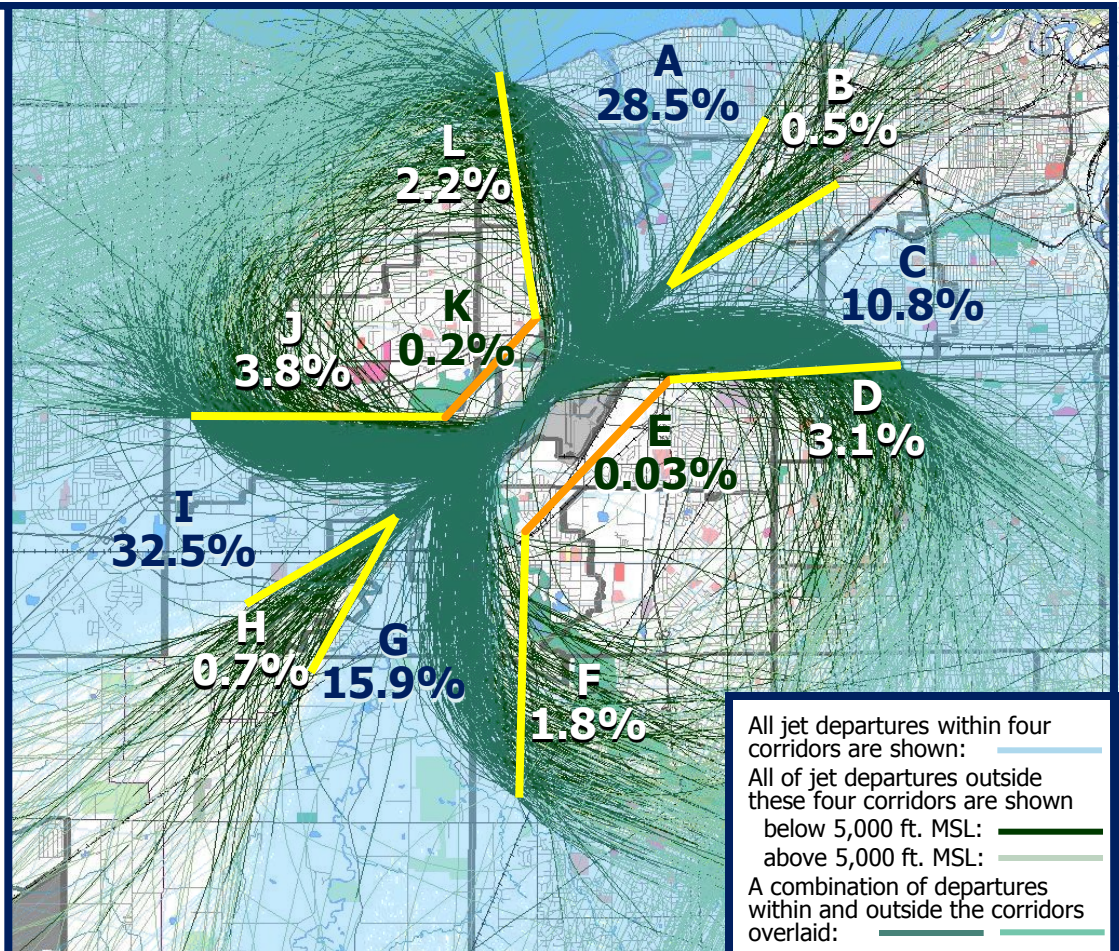 A
28.5%
B
0.5%
L
2.2%
C
10.8%
K
0.2%
J
3.8%
D
3.1%
E
0.03%
I
32.5%
H
0.7%
G
15.9%
F
1.8%
All jet departures within four
corridors are shown:
All of jet departures outside
these four corridors are shown
below 5,000 ft. MSL:
above 5,000 ft. MSL:
A combination of departures
within and outside the corridors
overlaid: